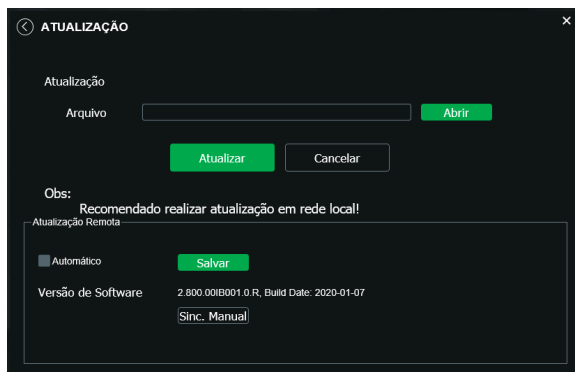 ATUALIZAÇÃO
Atualização
Arquivo
Abrir
Atualizar
Cancelar
Obs:
Recomendado realizar atualização em rede local!
Atualização Remota
Automático
Salvar
Versão de Software
2.800.00IB001.0.R, Build Date: 2020-01-07
Sinc. Manual